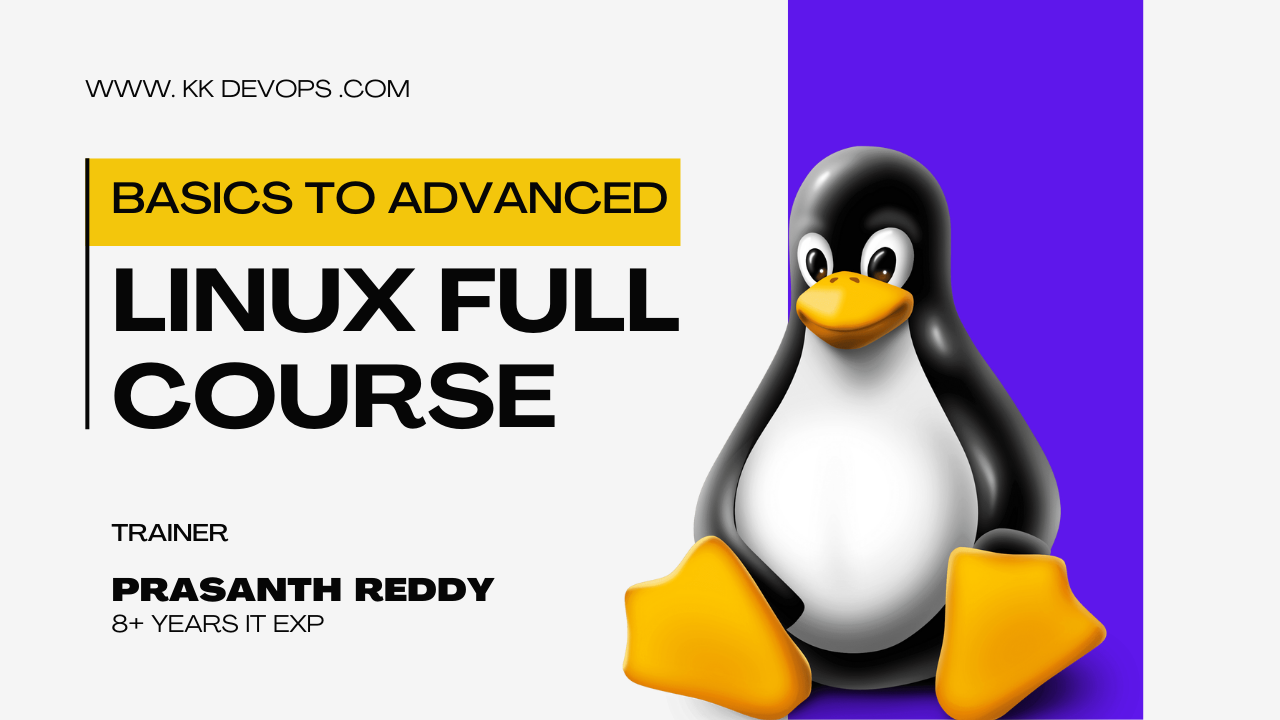 WWW. KK DEVOPS .COM
BASICS TO ADVANCED
LINUX FULL
COURSE
TRAINER
PRASANTH REDDY
8+ YEARS IT EXP